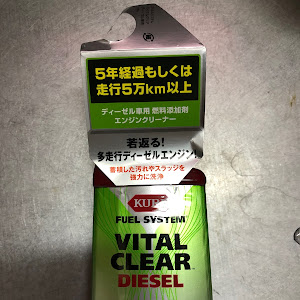 5年経過もしくは
走行5万km以上
ディーゼル車用 燃料添加剤
エンジンクリーナー
若返る!
多走行ディーゼルエンジン!
蓄積した汚れやスラッジを
強力に洗浄
KURE
FUEL SYSTEM
VITAL
CLEAR
DIESEL